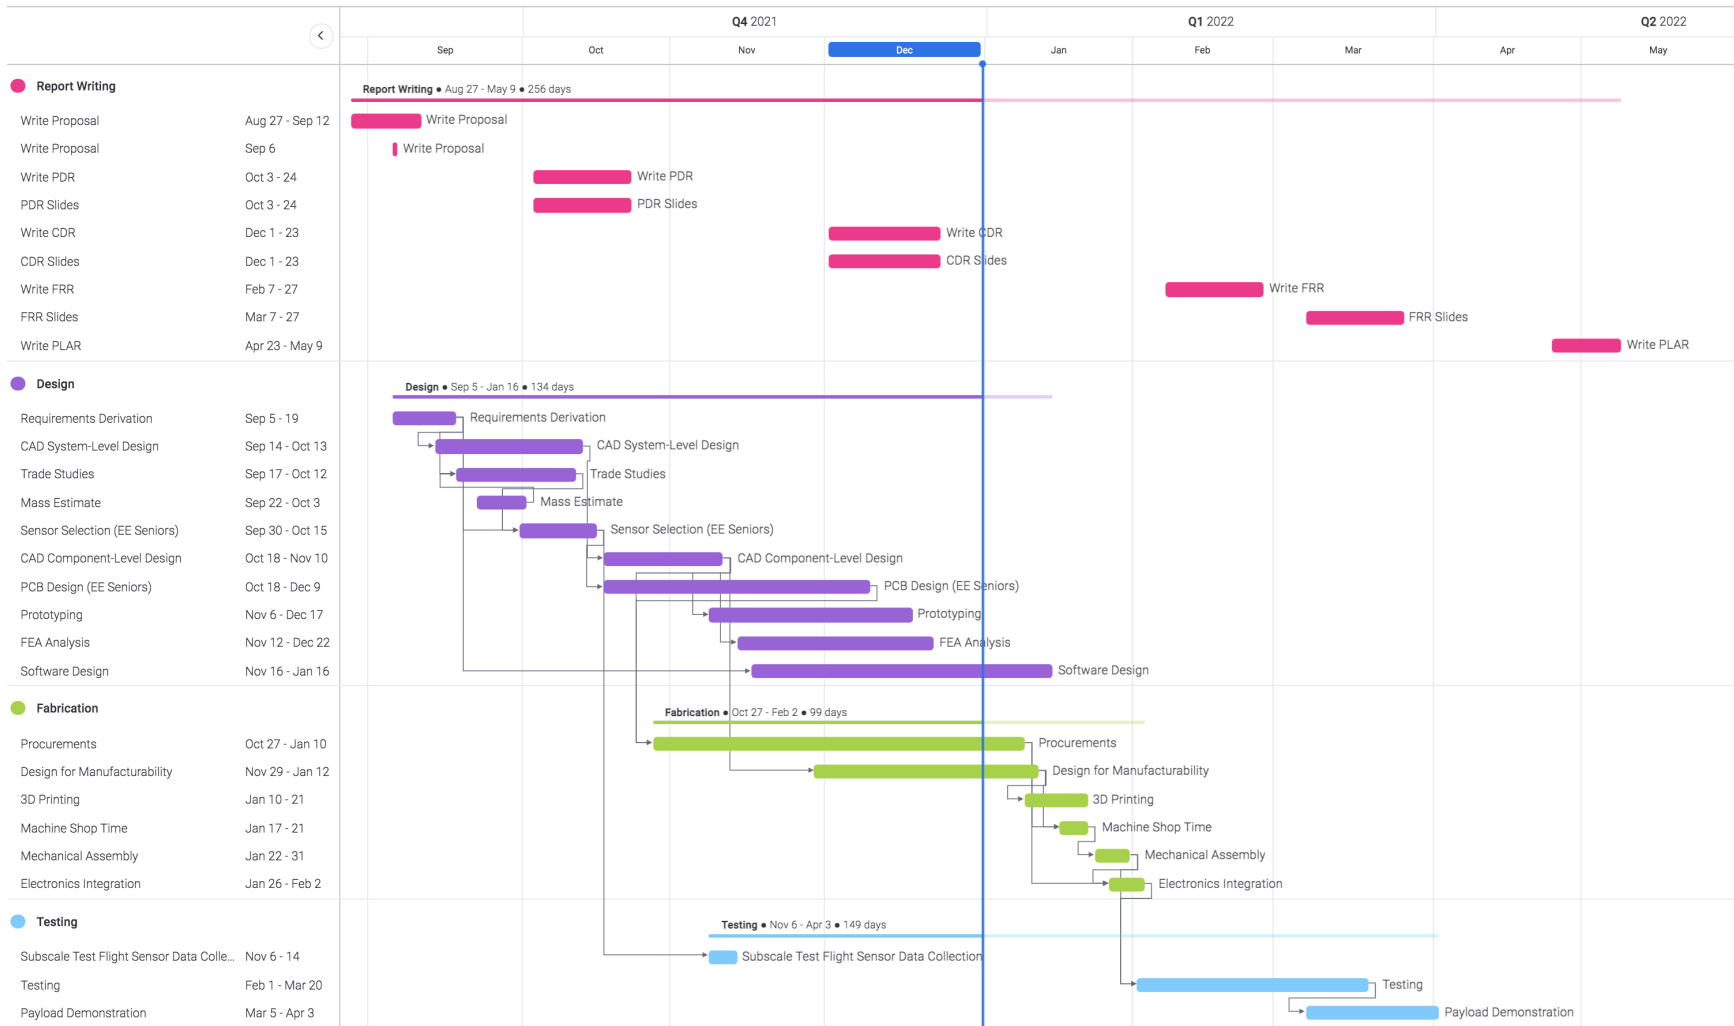 Q4 2021
Q1 2022
Q2 2022
Sep
Oct
Nov
Dec
Jan
Feb
Mar
Apr
May
Report Writing
Report Writing ● Aug 27 - May 9 ● 256 days
Write Proposal Aug 27 - Sep 12 Write Proposal
Write Proposal Sep 6 Write Proposal
Write PDR Oct 3 - 24 Write PDR
PDR Slides Oct 3 - 24 PDR Slides
Write CDR Dec 1 - 23 Write CDR
CDR Slides Dec 1 - 23 CDR Slides
Write FRR Feb 7 - 27 Write FRR
FRR Slides Mar 7 - 27 FRR Slides
Write PLAR Apr 23 - May 9 Write PLAR
Design
Design ● Sep 5 - Jan 16 ● 134 days
Requirements Derivation Sep 5 - 19 Requirements Derivation
CAD System-Level Design Sep 14 - Oct 13 CAD System-Level Design
Trade Studies Sep 17 - Oct 12 Trade Studies
Mass Estimate Sep 22 - Oct 3 Mass Estimate
Sensor Selection (EE Seniors) Sep 30 - Oct 15 Sensor Selection (EE Seniors)
CAD Component-Level Design Oct 18 - Nov 10 CAD Component-Level Design
PCB Design (EE Seniors) Oct 18 - Dec 9 PCB Design (EE Seniors)
Prototyping Nov 6 - Dec 17 Prototyping
FEA Analysis Nov 12 - Dec 22 FEA Analysis
Software Design Nov 16 - Jan 16 Software Design
Fabrication
Fabrication ● Oct 27 - Feb 2 ● 99 days
Procurements Oct 27 - Jan 10 Procurements
Design for Manufacturability Nov 29 - Jan 12 Design for Manufacturability
3D Printing Jan 10 - 21 3D Printing
Machine Shop Time Jan 17 - 21 Machine Shop Time
Mechanical Assembly Jan 22 - 31 Mechanical Assembly
Electronics Integration Jan 26 - Feb 2 Electronics Integration
Testing
Testing ● Nov 6 - Apr 3 ● 149 days
Subscale Test Flight Sensor Data Colle... Nov 6 - 14 Subscale Test Flight Sensor Data Collection
Testing Feb 1 - Mar 20 Testing
Payload Demonstration Mar 5 - Apr 3 Payload Demonstration